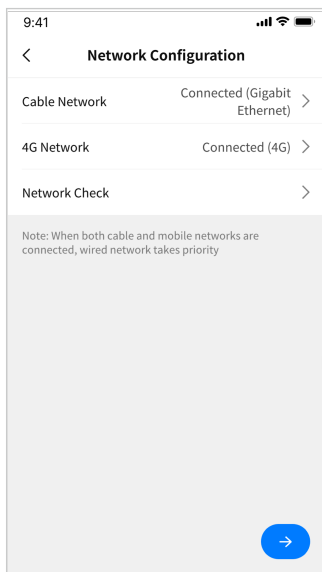 9:41
Network Configuration
Cable Network
Connected (Gigabit
Ethernet)
4G Network
Connected (4G)
Network Check
Note: When both cable and mobile networks are
connected, wired network takes priority